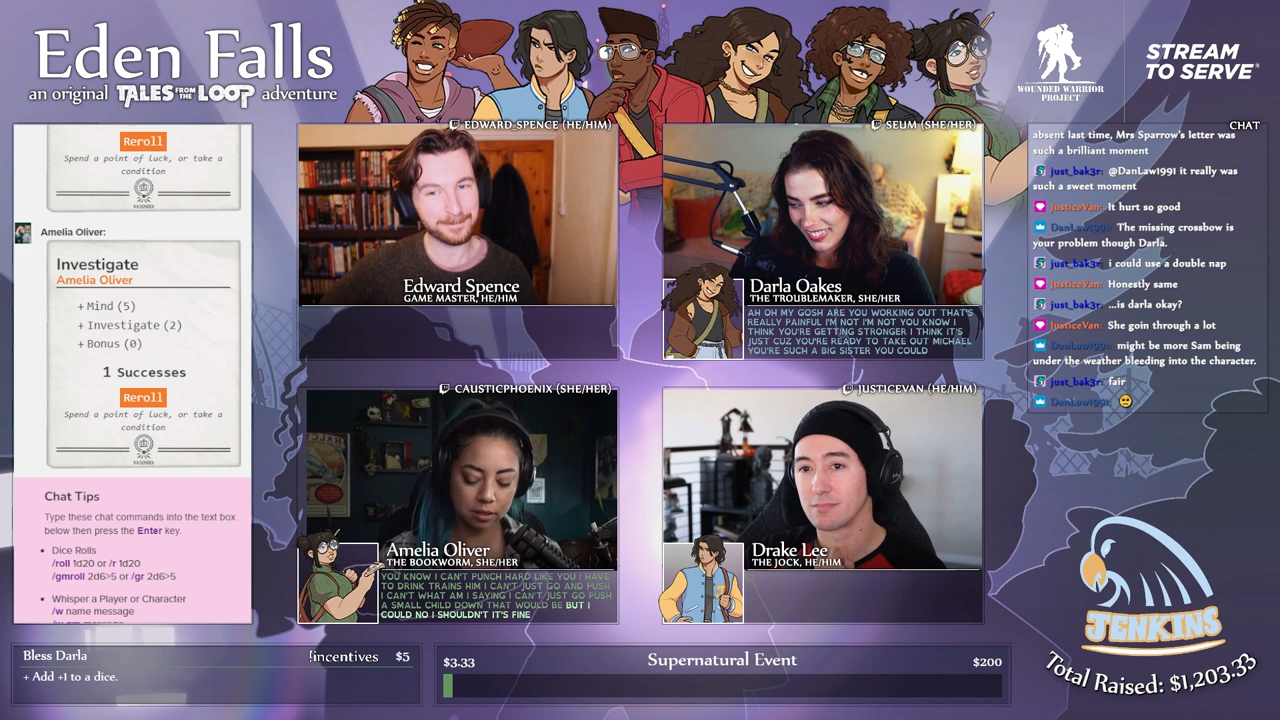 Eden Falls
an original TALES FROM THE LOOP adventure
WOUNDED WARRIOR
PROJECT
STREAM
TO SERVE
Reroll
Spend a point of luck, or take a
condition
Amelia Oliver:
Investigate
Amelia Oliver
+ Mind (5)
+ Investigate (2)
+ Bonus (0)
1 Successes
Reroll
Spend a point of luck, or take a
condition
Chat Tips
Type these chat commands into the text box
below then press the Enter key.
• Dice Rolls
/roll 1d20 or /r 1d20
/gmroll 2d6>5 or /gr 2d6>5
• Whisper a Player or Character
/w name message
EDWARD_SPENCE (HE/HIM)
Edward Spence
GAME MASTER, HE/HIM
SEUM (SHE/HER)
Darla Oakes
THE TROUBLEMAKER, SHE/HER
AH OH MY GOSH ARE YOU WORKING OUT THAT'S
REALLY PAINFUL I'M NOT I'M NOT YOU KNOW I
THINK YOU'RE GETTING STRONGER I THINK IT'S
JUST CUZ YOU'RE READY TO TAKE OUT MICHAEL
YOU'RE SUCH A BIG SISTER YOU COULD
CAUSTICPHOENIX (SHE/HER)
Amelia Oliver
THE BOOKWORM, SHE/HER
YOU KNOW I CAN'T PUNCH HARD LIKE YOU I HAVE
TO DRINK TRAINS HIM I CAN'T JUST GO AND PUSH
I CAN'T WHAT AM I SAYING I CAN'T JUST GO PUSH
A SMALL CHILD DOWN THAT WOULD BE BUT I
COULD NO I SHOULDN'T IT'S FINE
JUSTICEVAN (HE/HIM)
Drake Lee
THE JOCK, HE/HIM
CHAT
absent last time, Mrs Sparrow's letter was
such a brilliant moment
just_bak3r: @DanLaw1991 it really was
such a sweet moment
JusticeVan: It hurt so good
DanLaw1991: The missing crossbow is
your problem though Darla.
just_bak3r: i could use a double nap
JusticeVan: Honestly same
just_bak3r: ...is darla okay?
JusticeVan: She goin through a lot
DanLaw1991: might be more Sam being
under the weather bleeding into the character.
just_bak3r: fair
DanLaw1991:
JENKINS
Total Raised: $1,203.33
Bless Darla
!incentives $5
+ Add +1 to a dice.
$3.33
Supernatural Event
$200